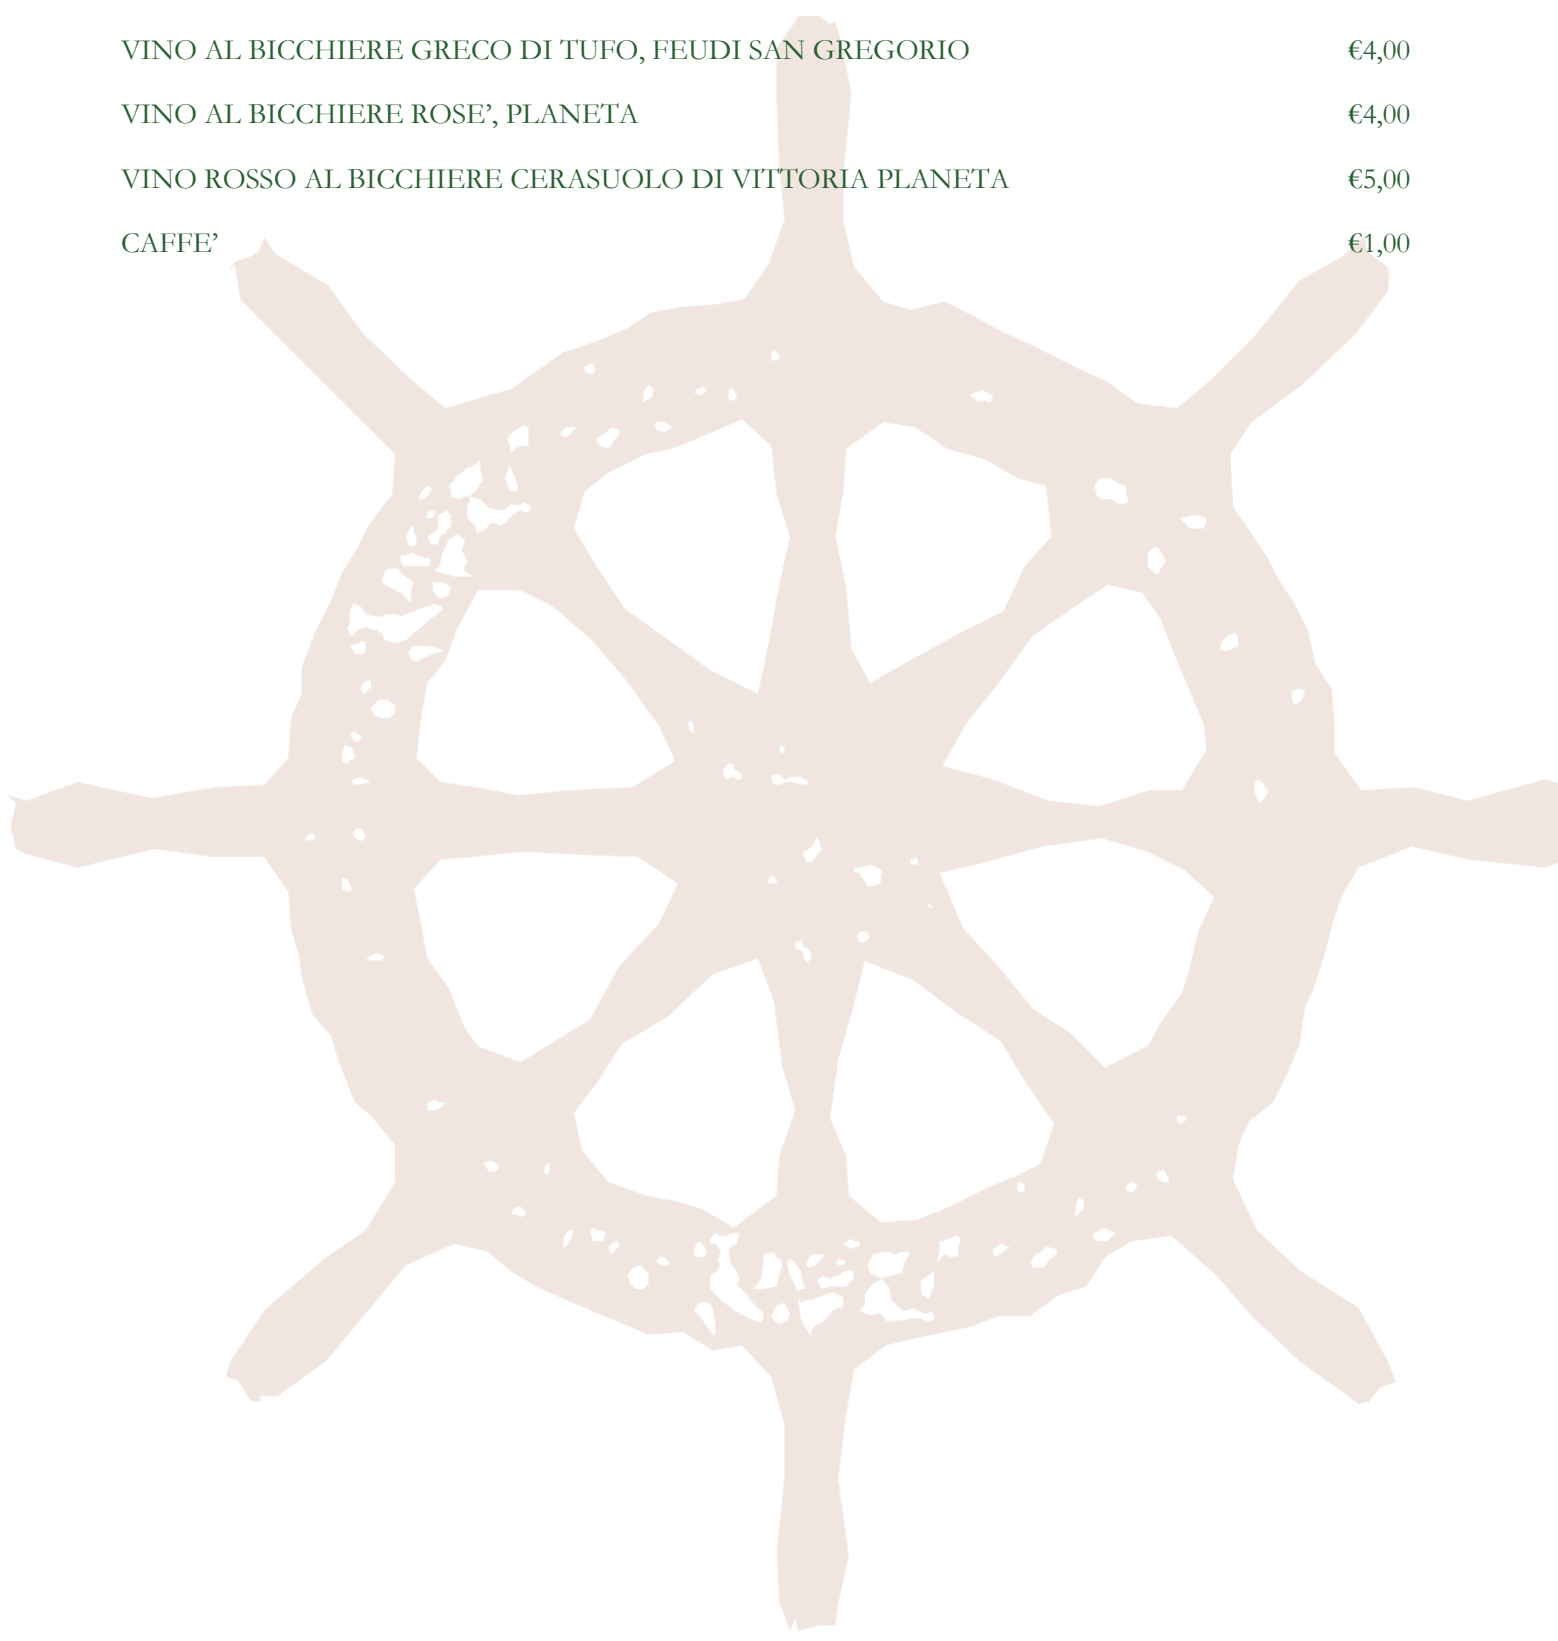 VINO AL BICCHIERE GRECO DI TUFO, FEUDI SAN GREGORIO €4,00
VINO AL BICCHIERE ROSE’, PLANETA €4,00
VINO ROSSO AL BICCHIERE CERASUOLO DI VITTORIA PLANETA €5,00
CAFFE’ €1,00